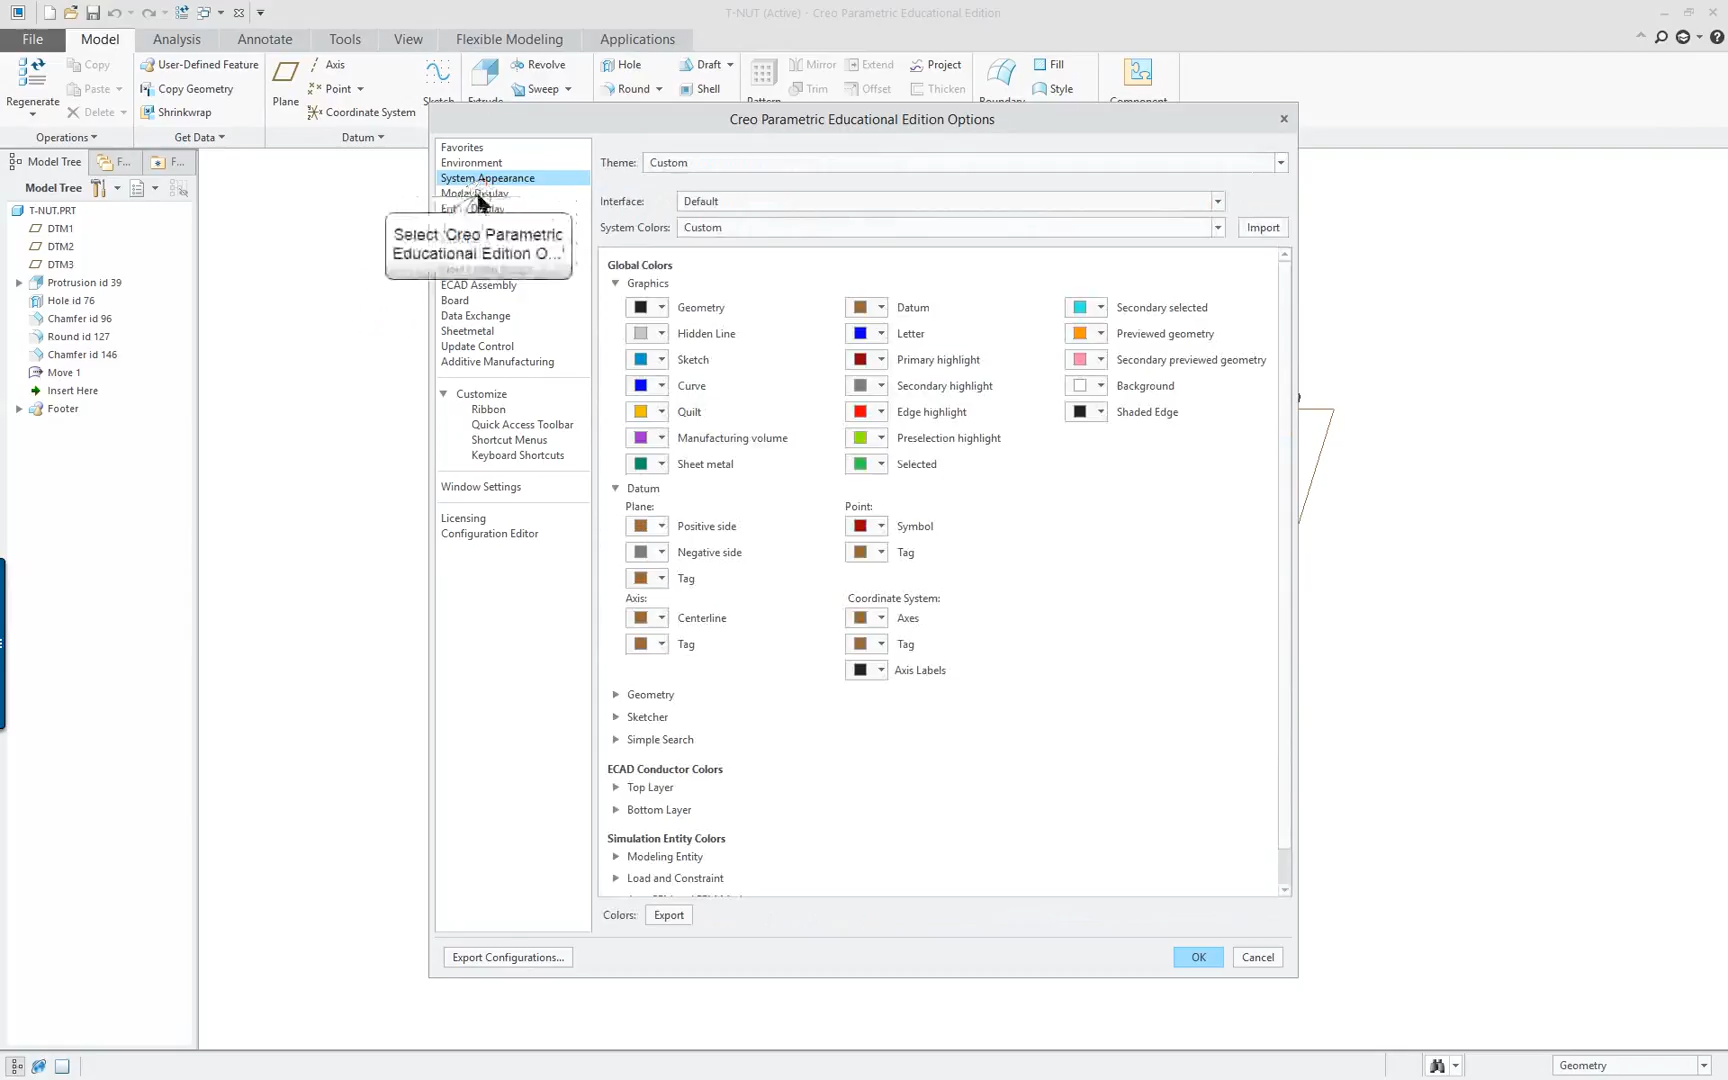 T-NUT (Active) - Creo Parametric Educational Edition
File Model Analysis Annotate Tools View Flexible Modeling Applications
Regenerate
Copy
Paste
Delete
Operations
User-Defined Feature
Copy Geometry
Shrinkwrap
Get Data
Plane
Axis
Point
Coordinate System
Datum
Revolve
Sweep
Hole
Round
Draft
Shell
Mirror
Trim
Extend
Offset
Project
Thicken
Fill
Style
Model Tree F... F...
Model Tree
T-NUT.PRT
DTM1
DTM2
DTM3
Protrusion id 39
Hole id 76
Chamfer id 96
Round id 127
Chamfer id 146
Move 1
Insert Here
Footer
Creo Parametric Educational Edition Options
Favorites
Environment
System Appearance
Select 'Creo Parametric
Educational Edition O...'
ECAD Assembly
Board
Data Exchange
Sheetmetal
Update Control
Additive Manufacturing
Customize
Ribbon
Quick Access Toolbar
Shortcut Menus
Keyboard Shortcuts
Window Settings
Licensing
Configuration Editor
Theme: Custom
Interface: Default
System Colors: Custom Import
Global Colors
Graphics
Geometry Datum Secondary selected
Hidden Line Letter Previewed geometry
Sketch Primary highlight Secondary previewed geometry
Curve Secondary highlight Background
Quilt Edge highlight Shaded Edge
Manufacturing volume Preselection highlight
Sheet metal Selected
Datum
Plane: Point:
Positive side Symbol
Negative side Tag
Tag
Axis: Coordinate System:
Centerline Axes
Tag Tag
Axis Labels
Geometry
Sketcher
Simple Search
ECAD Conductor Colors
Top Layer
Bottom Layer
Simulation Entity Colors
Modeling Entity
Load and Constraint
Colors: Export
Export Configurations... OK Cancel
Geometry